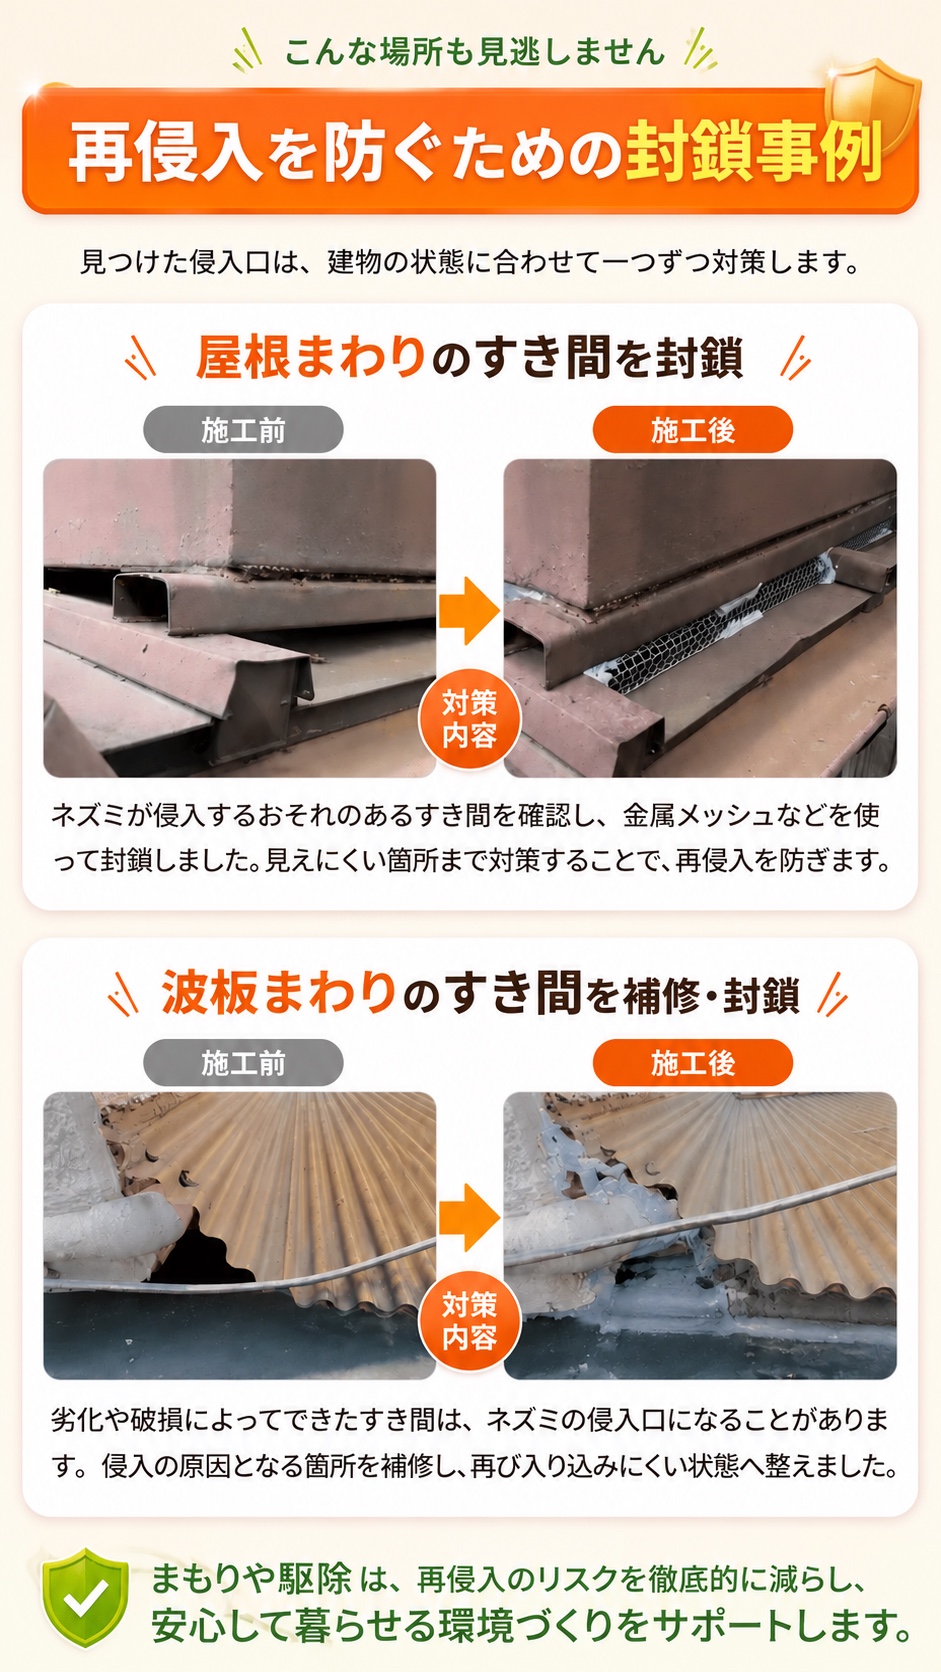 こんな場所も見逃しません
再侵入を防ぐための封鎖事例
見つけた侵入口は、建物の状態に合わせて一つずつ対策します。
屋根まわりのすき間を封鎖
施工前
施工後
対策
内容
ネズミが侵入するおそれのあるすき間を確認し、金属メッシュなどを使
って封鎖しました。見えにくい箇所まで対策することで、再侵入を防ぎます。
波板まわりのすき間を補修・封鎖
施工前
施工後
対策
内容
劣化や破損によってできたすき間は、ネズミの侵入口になることがありま
す。侵入の原因となる箇所を補修し、再び入り込みにくい状態へ整えました。
まもりや駆除は、再侵入のリスクを徹底的に減らし、
安心して暮らせる環境づくりをサポートします。